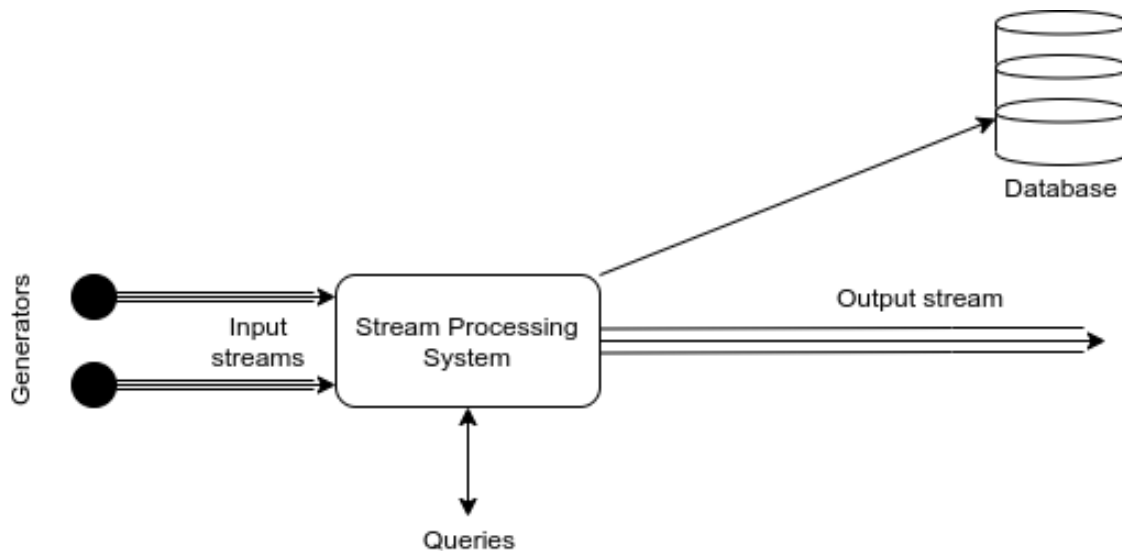 Database
Generators
Input
streams
Stream Processing
System
Output stream
Queries